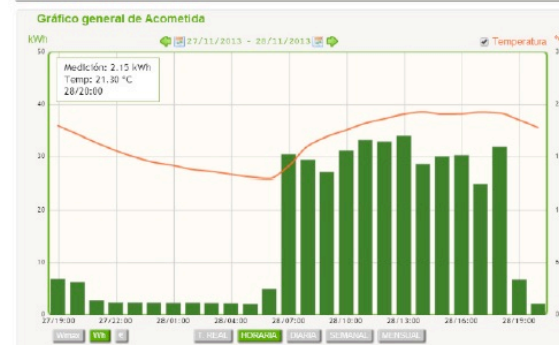 Gráfico general de Acometida
kWh
27/11/2013 - 28/11/2013
Temperatura
Medición: 2.15 kWh
Temp: 21.30 °C
28/20:00
50
40
30
20
10
0
27/19:00 27/22:00 28/01:00 28/04:00 28/07:00 28/10:00 28/13:00 28/16:00 28/19:00
Wh € T. REAL HORARIA DIARIA SEMANAL MENSUAL